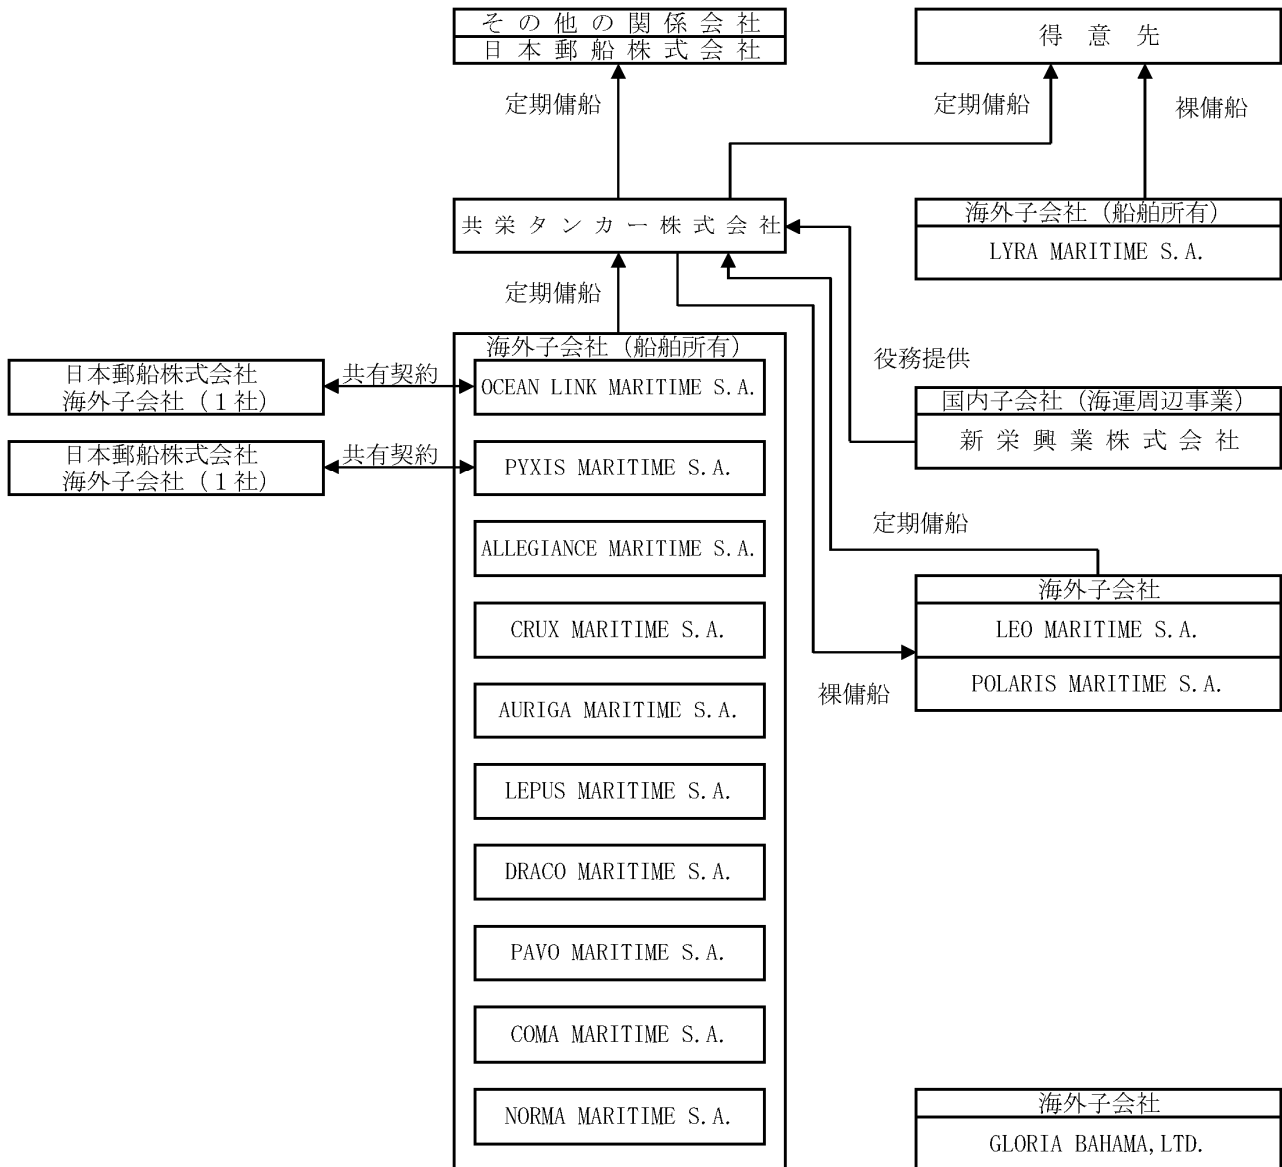 その他の関係会社
日本郵船株式会社
得意先
定期傭船
定期傭船
裸傭船
共栄タンカー株式会社
海外子会社（船舶所有）
LYRA MARITIME S.A.
定期傭船
海外子会社（船舶所有）
日本郵船株式会社
海外子会社（１社）
共有契約
OCEAN LINK MARITIME S.A.
役務提供
国内子会社（海運周辺事業）
新栄興業株式会社
日本郵船株式会社
海外子会社（１社）
共有契約
PYXIS MARITIME S.A.
ALLEGIANCE MARITIME S.A.
定期傭船
海外子会社
LEO MARITIME S.A.
POLARIS MARITIME S.A.
裸傭船
CRUX MARITIME S.A.
AURIGA MARITIME S.A.
LEPUS MARITIME S.A.
DRACO MARITIME S.A.
PAVO MARITIME S.A.
COMA MARITIME S.A.
NORMA MARITIME S.A.
海外子会社
GLORIA BAHAMA,LTD.